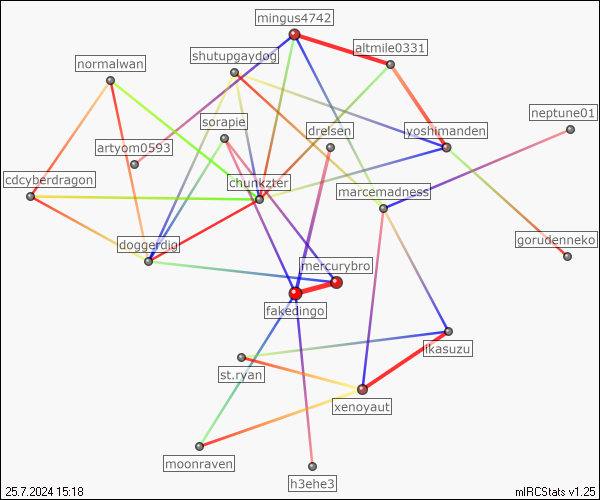 mingus4742
altmile0331
shutupgaydog
normalwan
neptune01
sorapie
drelsen
yoshimanden
artyom0593
cdcyberdragon
chunkzter
marcemadness
doggerdig
gorudenneko
mercurybro
fakedingo
ikasuzu
st.ryan
xenoyaut
moonraven
h3ehe3
25.7.2024 15:18
mIRCStats v1.25